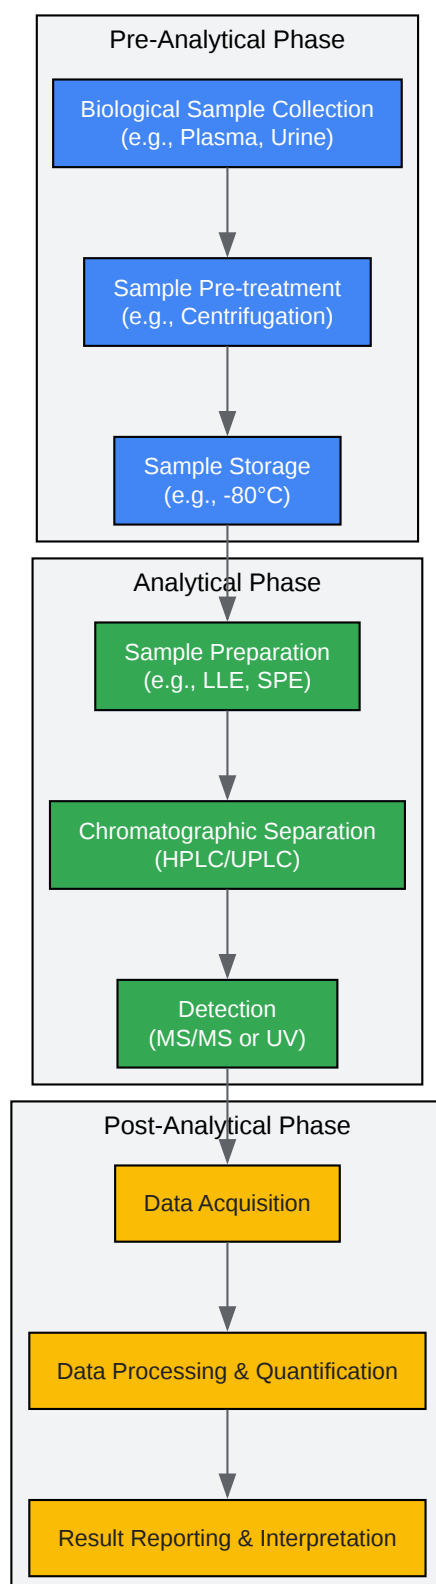 Pre-Analytical Phase
Biological Sample Collection
(e.g., Plasma, Urine)
Sample Pre-treatment
(e.g., Centrifugation)
Sample Storage
(e.g., -80°C)
Analytical Phase
Sample Preparation
(e.g., LLE, SPE)
Chromatographic Separation
(HPLC/UPLC)
Detection
(MS/MS or UV)
Post-Analytical Phase
Data Acquisition
Data Processing & Quantification
Result Reporting & Interpretation